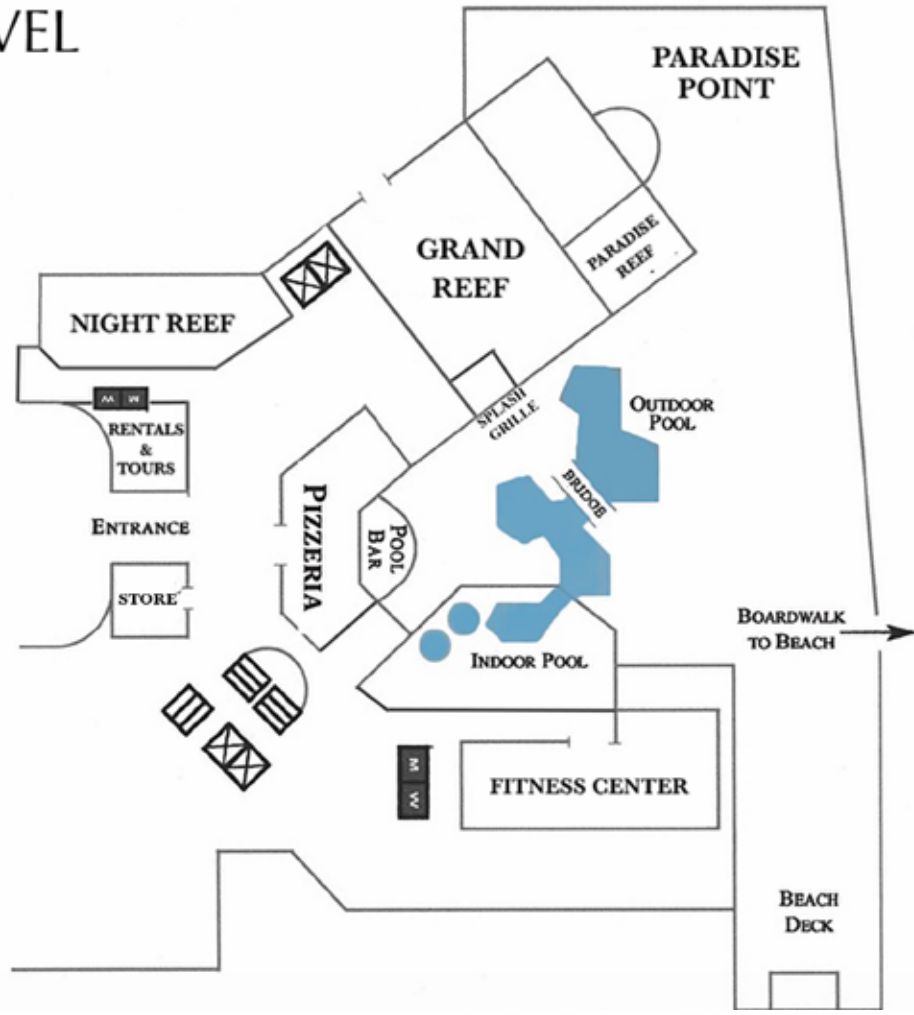 VEL
PARADISE
POINT
GRAND
REEF
PARADISE
REEF
NIGHT REEF
W M
RENTALS
&
TOURS
SPLASH
GRILLE
OUTDOOR
POOL
BRIDGE
ENTRANCE
PIZZERIA
POOL
BAR
STORE
INDOOR POOL
BOARDWALK
TO BEACH
M
W
FITNESS CENTER
BEACH
DECK